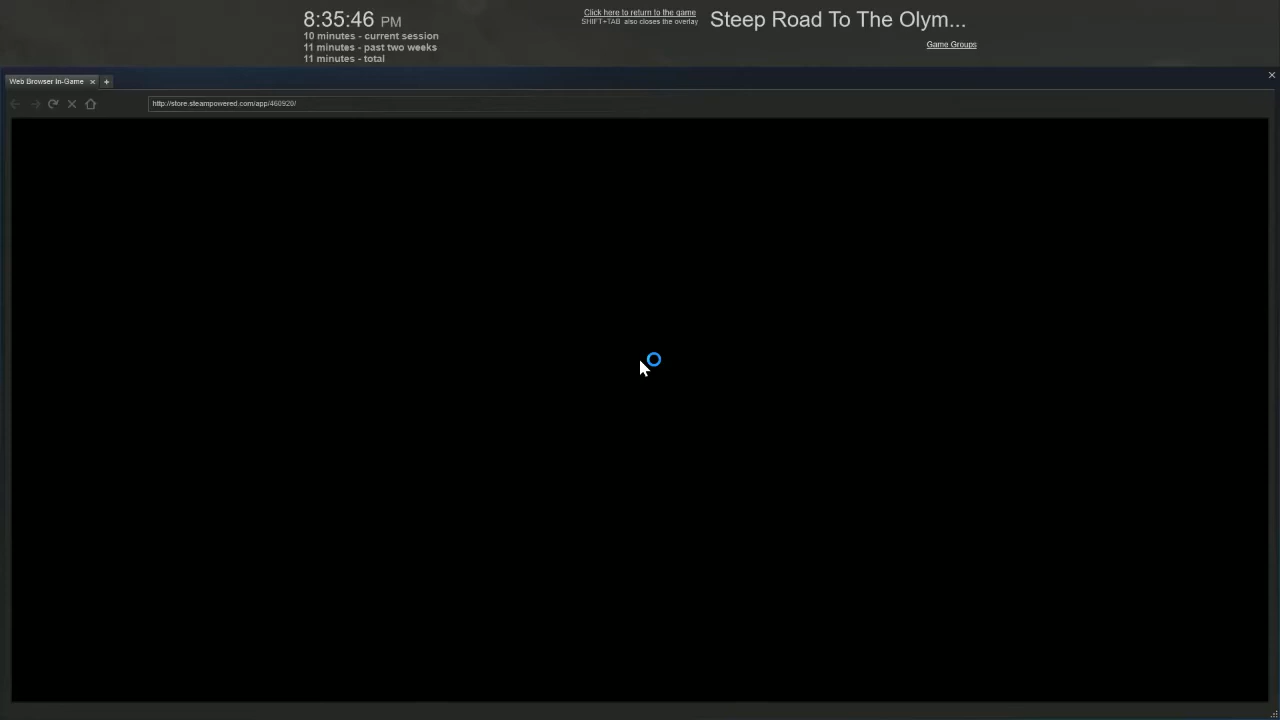 8:35:46 PM
10 minutes - current session
11 minutes - past two weeks
11 minutes - total
Click here to return to the game
SHIFT+TAB also closes the overlay
Steep Road To The Olym...
Game Groups
Web Browser In-Game
http://store.steampowered.com/app/460920/